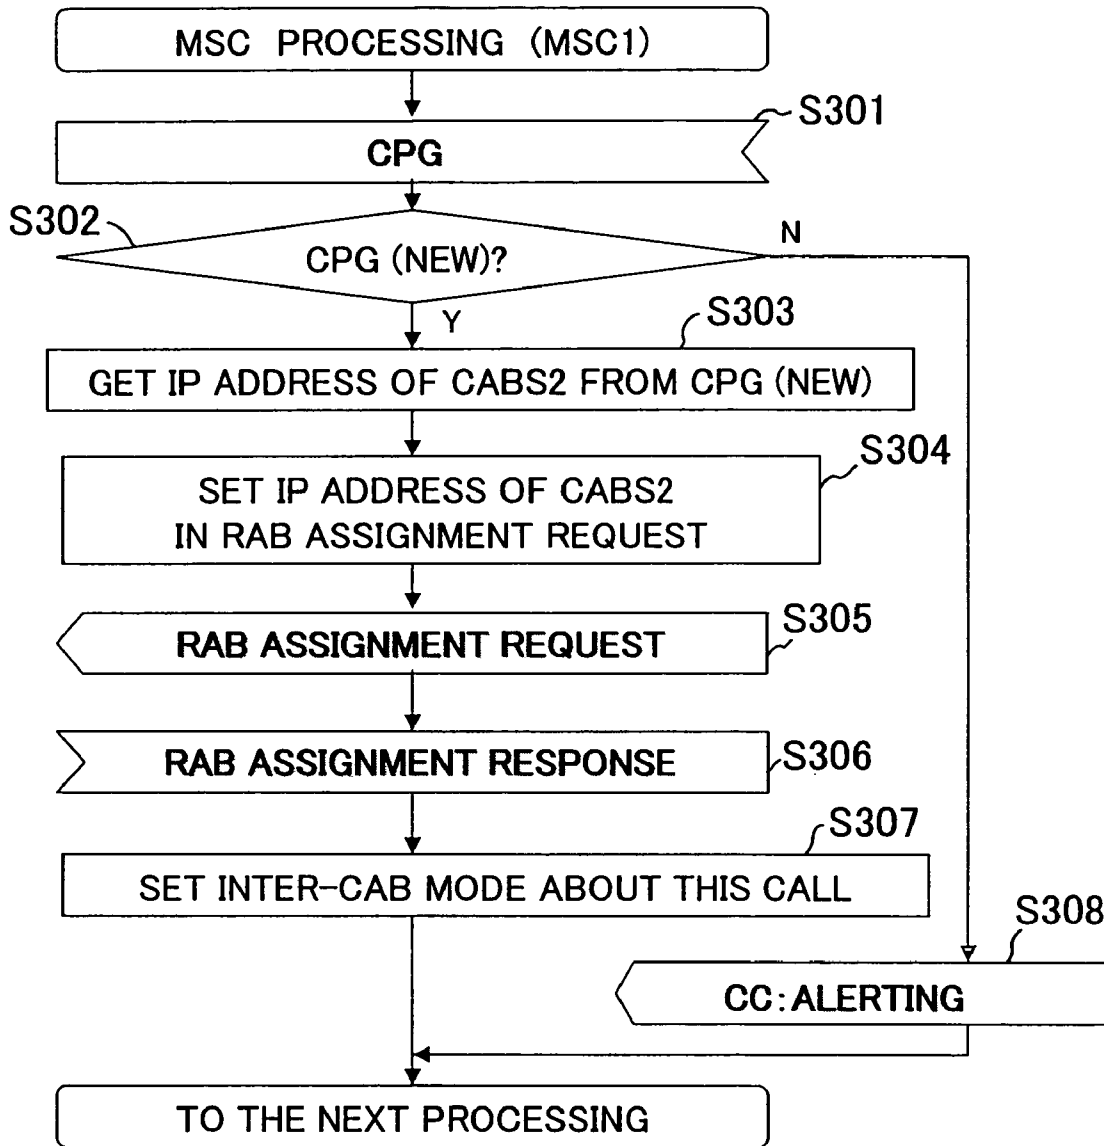 MSC PROCESSING (MSC1)
S301
CPG
S302
CPG (NEW)?
N
Y
S303
GET IP ADDRESS OF CABS2 FROM CPG (NEW)
S304
SET IP ADDRESS OF CABS2
IN RAB ASSIGNMENT REQUEST
RAB ASSIGNMENT REQUEST
S305
RAB ASSIGNMENT RESPONSE
S306
S307
SET INTER-CAB MODE ABOUT THIS CALL
S308
CC:ALERTING
TO THE NEXT PROCESSING